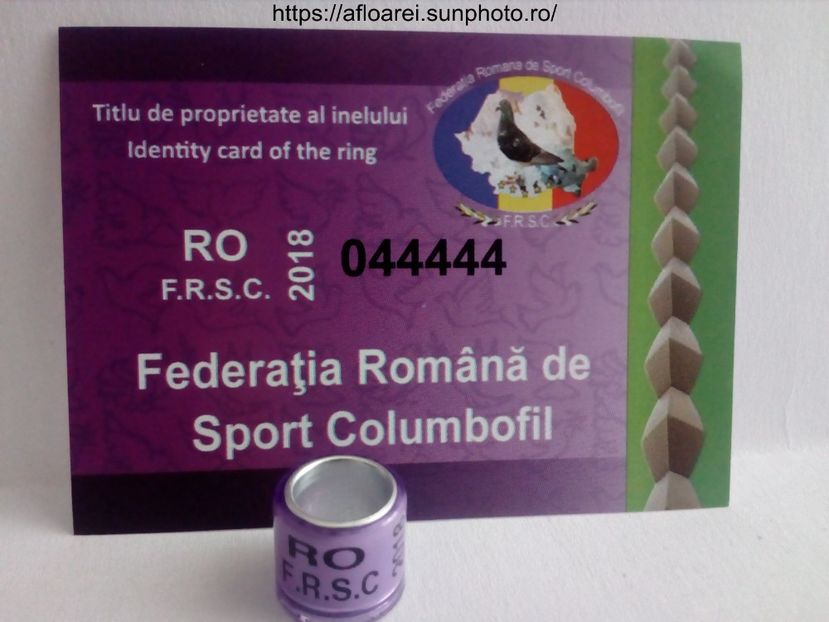 https://afloarei.sunphoto.ro/
Federatia Romana de Sport Columbofil
F.R.S.C.
Titlu de proprietate al inelului
Identity card of the ring
RO
F.R.S.C.
2018
044444
Federaţia Română de
Sport Columbofil
RO
F.R.S.C
2018